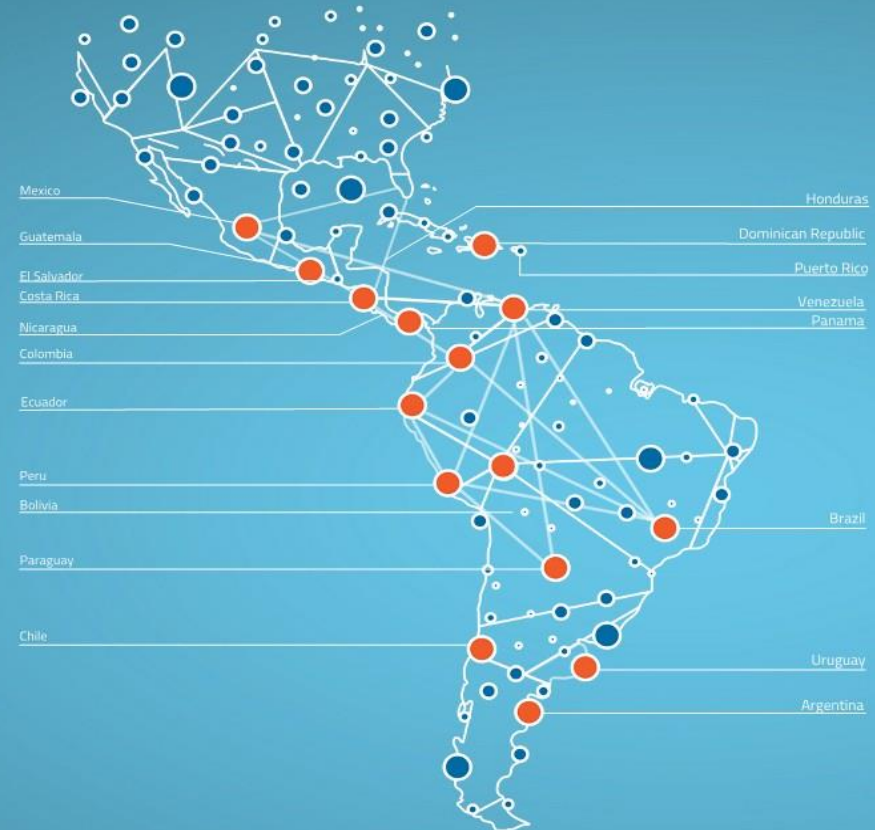 Mexico
Guatemala
El Salvador
Costa Rica
Nicaragua
Colombia
Ecuador
Peru
Bolivia
Paraguay
Chile
Honduras
Dominican Republic
Puerto Rico
Venezuela
Panama
Brazil
Uruguay
Argentina